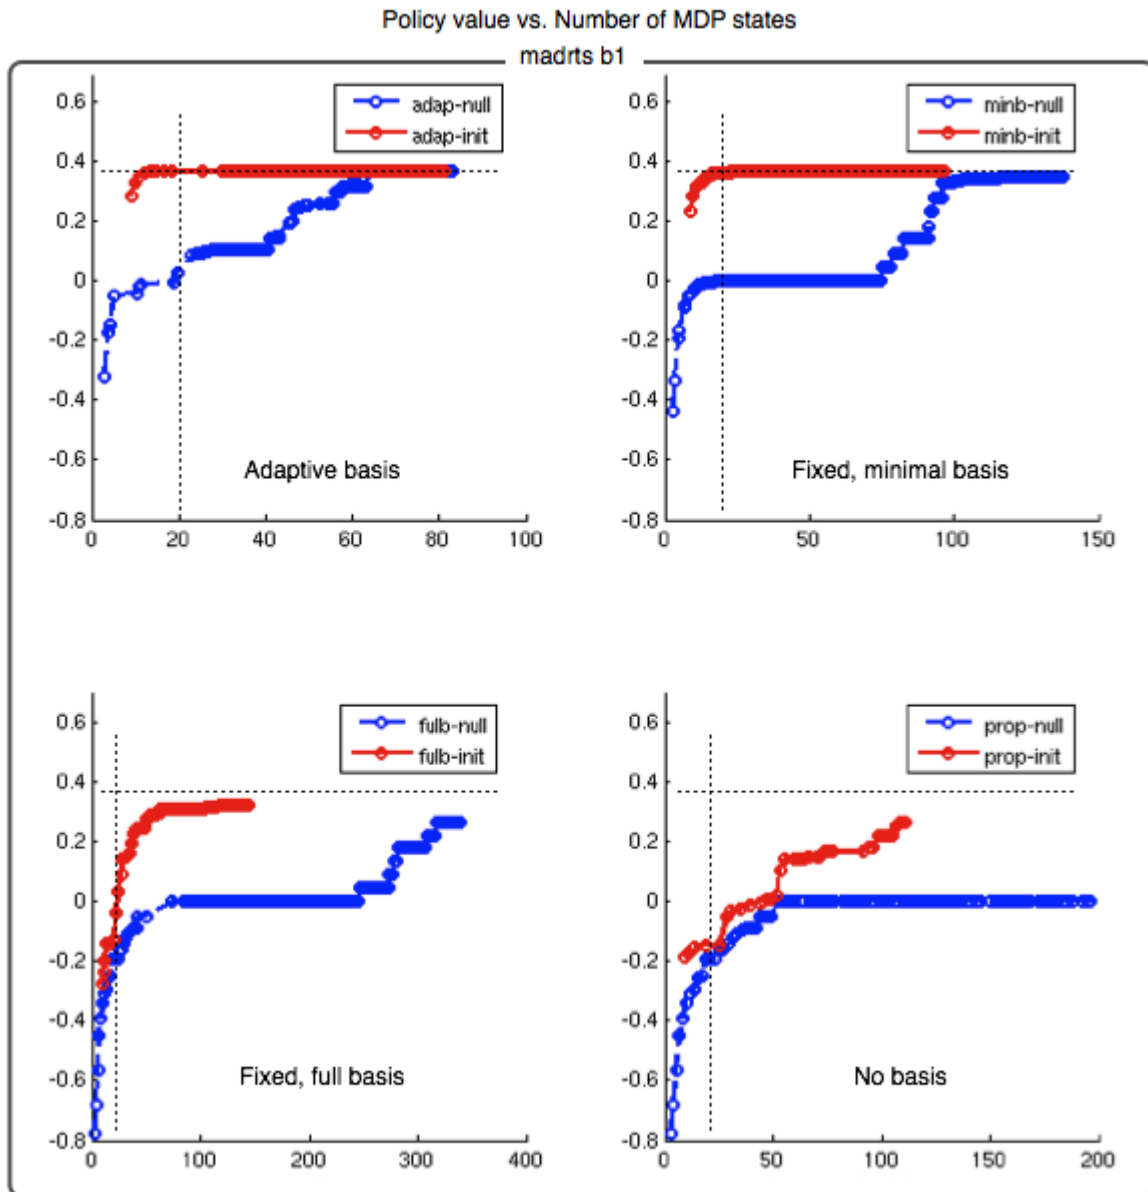 Policy value vs. Number of MDP states
madrts b1
0.6
0.4
0.2
0
-0.2
-0.4
-0.6
-0.8
0 20 40 60 80 100
adap-null
adap-init
Adaptive basis
0.6
0.4
0.2
0
-0.2
-0.4
-0.6
-0.8
0 50 100 150
minb-null
minb-init
Fixed, minimal basis
0.6
0.4
0.2
0
-0.2
-0.4
-0.6
-0.8
0 100 200 300 400
fulb-null
fulb-init
Fixed, full basis
0.6
0.4
0.2
0
-0.2
-0.4
-0.6
-0.8
0 50 100 150 200
prop-null
prop-init
No basis